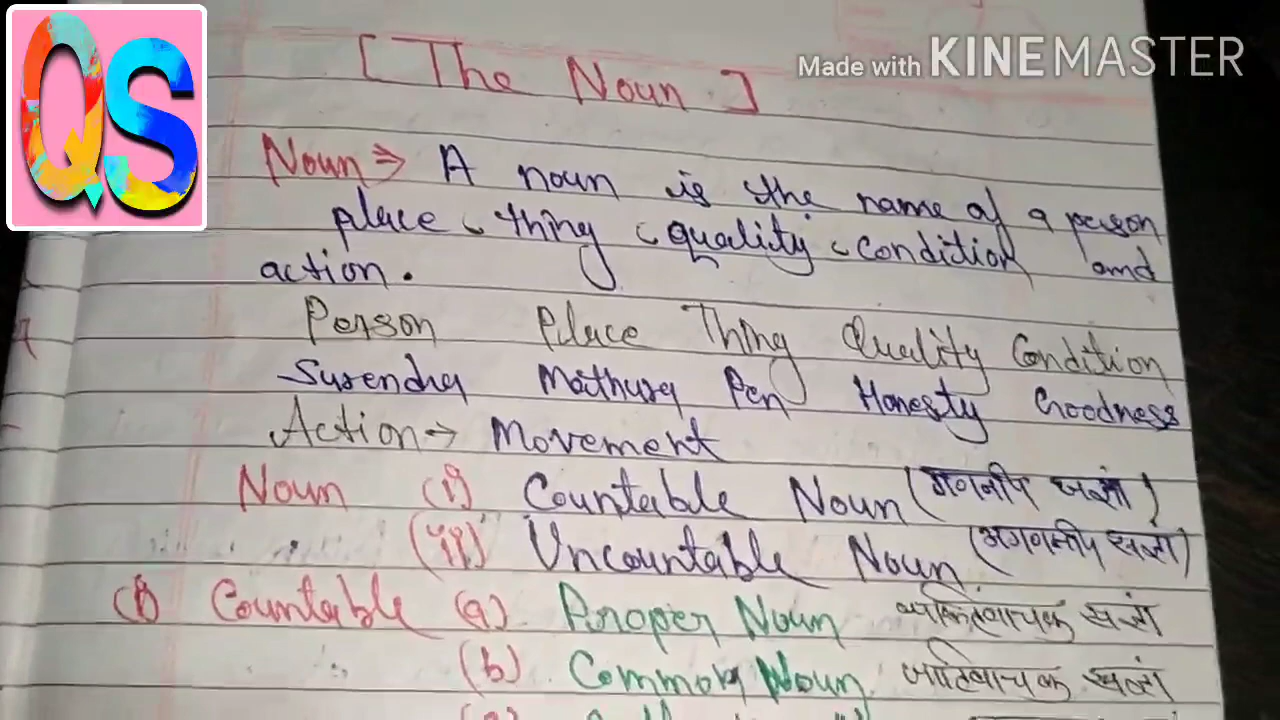 QS
Made with KINEMASTER
[ The Noun ]
Noun ⇒ A noun is the name of a person
place, thing, quality, condition and
action.
Person Place Thing Quality Condition
Surendra Mathura Pen Honesty Goodness
Action → Movement
Noun (i) Countable Noun (गणनीय संज्ञा)
(ii) Uncountable Noun (अगणनीय संज्ञा)
(i) Countable (a) Proper Noun व्यक्तिवाचक संज्ञा
(b) Common Noun जातिवाचक संज्ञा